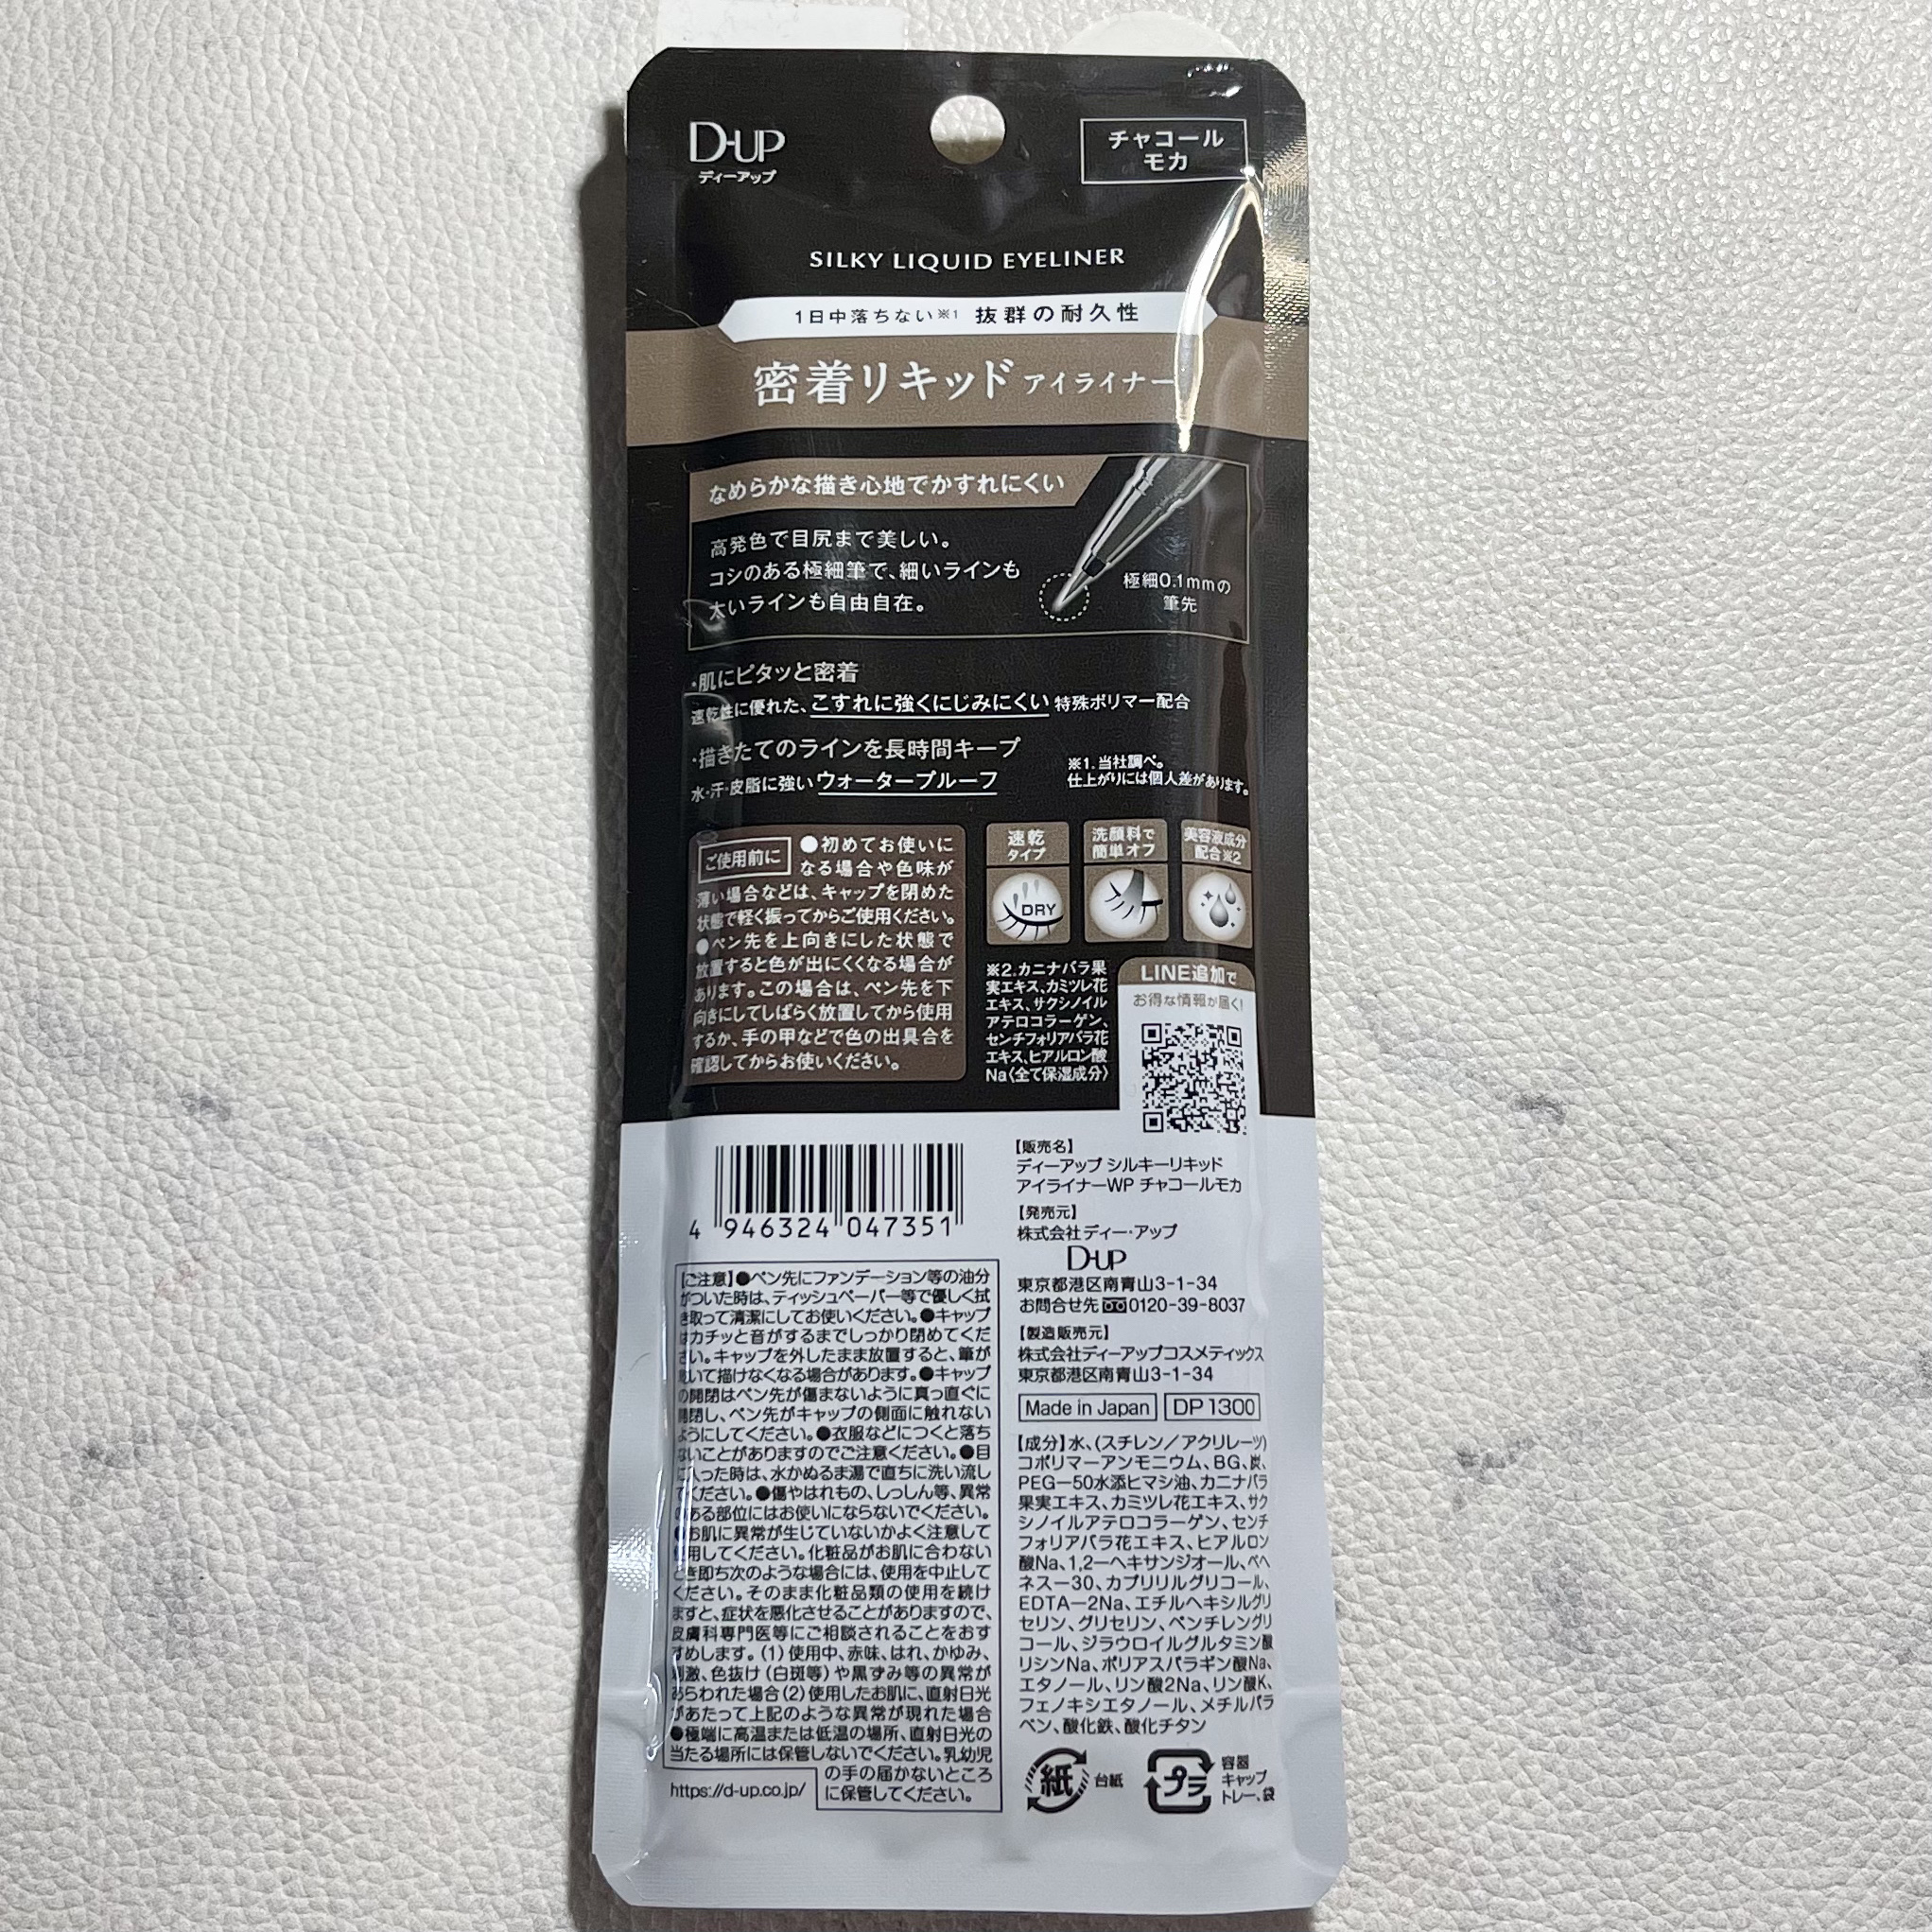 D-UP
ディーアップ
チャコール
モカ
SILKY LIQUID EYELINER
1日中落ちない※1 抜群の耐久性
密着リキッド アイライナー
なめらかな描き心地でかすれにくい
高発色で目尻まで美しい。
コシのある極細筆で、細いラインも
太いラインも自由自在。
極細0.1mmの
筆先
・肌にピタッと密着
速乾性に優れた、こすれに強くにじみにくい 特殊ポリマー配合
・描きたてのラインを長時間キープ
水・汗・皮脂に強いウォータープルーフ
※1.当社調べ。
仕上がりには個人差があります。
ご使用前に
●初めてお使いに
なる場合や色味が
薄い場合などは、キャップを閉めた
状態で軽く振ってからご使用ください。
●ペン先を上向きにした状態で
放置すると色が出にくくなる場合が
あります。この場合は、ペン先を下
向きにしてしばらく放置してから使用
するか、手の甲などで色の出具合を
確認してからお使いください。
速乾
タイプ
DRY
洗顔料で
簡単オフ
美容液成分
配合※2
※2.カニナバラ果
実エキス、カミツレ花
エキス、サクシノイル
アテロコラーゲン、
センチフォリアバラ花
エキス、ヒアルロン酸
Na〈全て保湿成分〉
LINE追加で
お得な情報が届く!
4 946324 047351
【販売名】
ディーアップ シルキーリキッド
アイライナーWP チャコールモカ
【発売元】
株式会社ディー・アップ
D-UP
東京都港区南青山3-1-34
お問合せ先 0120-39-8037
【製造販売元】
株式会社ディーアップコスメティックス
東京都港区南青山3-1-34
Made in Japan DP 1300
【成分】水、(スチレン/アクリレーツ)
コポリマーアンモニウム、BG、炭、
PEG-50水添ヒマシ油、カニナバラ
果実エキス、カミツレ花エキス、サク
シノイルアテロコラーゲン、センチ
フォリアバラ花エキス、ヒアルロン
酸Na、1,2-ヘキサンジオール、ベヘ
ネス-30、カプリリルグリコール、
EDTA-2Na、エチルヘキシルグリ
セリン、グリセリン、ペンチレングリ
コール、ジラウロイルグルタミン酸
リシンNa、ポリアスパラギン酸Na、
エタノール、リン酸2Na、リン酸K、
フェノキシエタノール、メチルパラ
ベン、酸化鉄、酸化チタン
【ご注意】●ペン先にファンデーション等の油分
がついた時は、ティッシュペーパー等で優しく拭
き取って清潔にしてお使いください。●キャップ
はカチッと音がするまでしっかり閉めてくだ
さい。キャップを外したまま放置すると、筆が
乾いて描けなくなる場合があります。●キャップ
の開閉はペン先が傷まないように真っ直ぐに
開閉し、ペン先がキャップの側面に触れない
ようにしてください。●衣服などにつくと落ち
ないことがありますのでご注意ください。●目
に入った時は、水かぬるま湯で直ちに洗い流し
てください。●傷やはれもの、しっしん等、異常
のある部位にはお使いにならないでください。
●お肌に異常が生じていないかよく注意して
使用してください。化粧品がお肌に合わない
とき即ち次のような場合には、使用を中止して
ください。そのまま化粧品類の使用を続け
ますと、症状を悪化させることがありますので、
皮膚科専門医等にご相談されることをおす
すめします。(1)使用中、赤味、はれ、かゆみ、
刺激、色抜け(白斑等)や黒ずみ等の異常が
あらわれた場合(2)使用したお肌に、直射日光
があたって上記のような異常が現れた場合
●極端に高温または低温の場所、直射日光の
当たる場所には保管しないでください。乳幼児
の手の届かないところ
に保管してください。
https://d-up.co.jp/
紙 台紙
プラ
容器
キャップ
トレー、袋